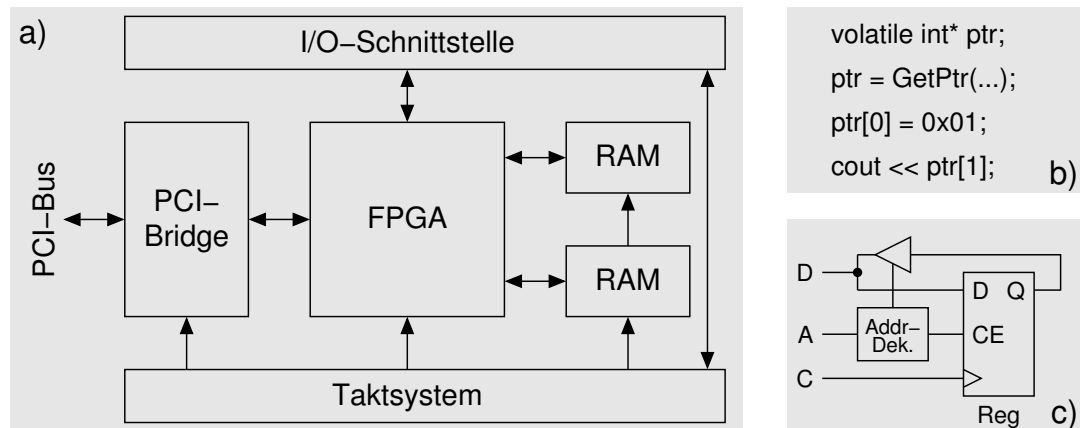 a)
I/O−Schnittstelle
PCI−Bus
PCI−
Bridge
FPGA
RAM
RAM
Taktsystem
volatile int* ptr;
ptr = GetPtr(...);
ptr[0] = 0x01;
cout << ptr[1];
b)
D
D Q
A
Addr−
Dek.
CE
C
Reg
c)